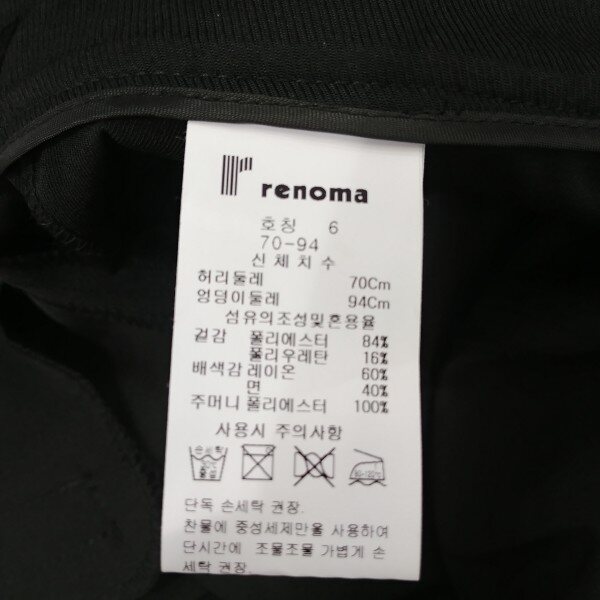 renoma
호칭 6
70-94
신체치수
허리둘레 70Cm
엉덩이둘레 94Cm
섬유의조성및혼용율
겉감 폴리에스터 84%
폴리우레탄 16%
배색감 레이온 60%
면 40%
주머니 폴리에스터 100%
사용시 주의사항
손세탁
단독 손세탁 권장.
찬물에 중성세제만을 사용하여
단시간에 조물조물 가볍게 손
세탁 권장.